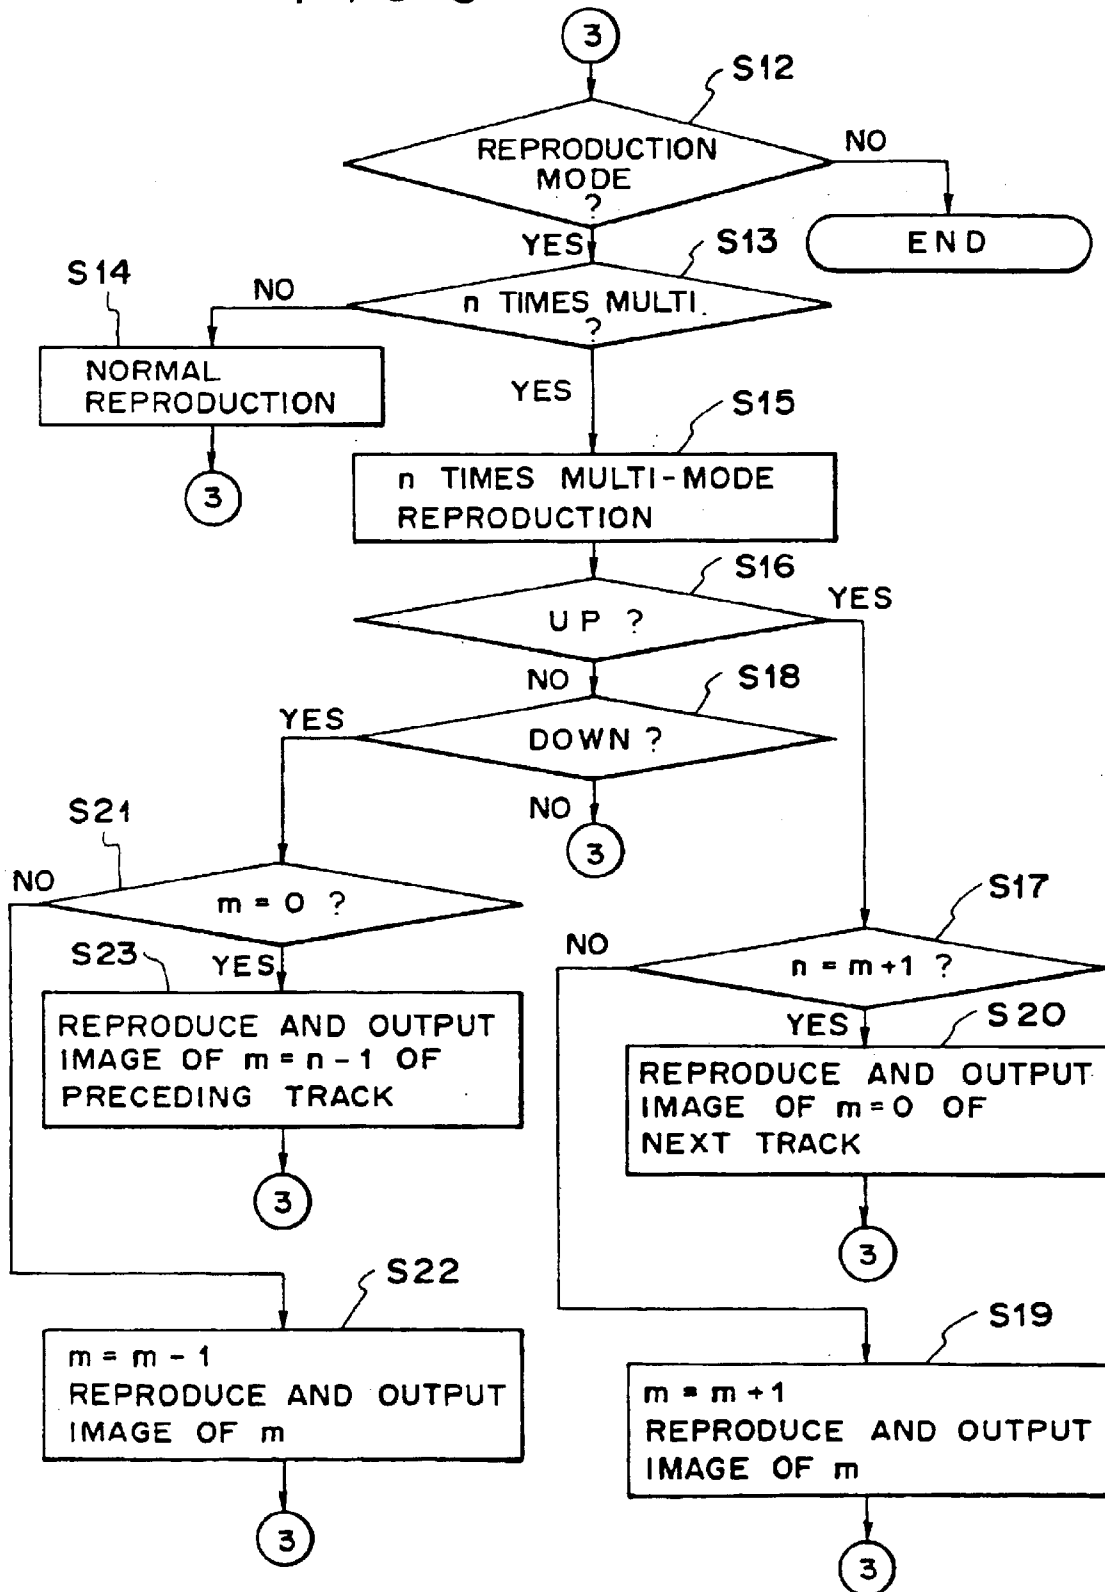 3
S12
REPRODUCTION
MODE
?
NO
END
YES
S13
n TIMES MULTI.
?
NO
S14
NORMAL
REPRODUCTION
3
YES
S15
n TIMES MULTI-MODE
REPRODUCTION
S16
UP ?
YES
NO
S18
DOWN ?
YES
NO
3
S21
m = 0 ?
NO
YES
S23
REPRODUCE AND OUTPUT
IMAGE OF m = n - 1 OF
PRECEDING TRACK
3
S22
m = m - 1
REPRODUCE AND OUTPUT
IMAGE OF m
3
S17
n = m + 1 ?
NO
YES
S20
REPRODUCE AND OUTPUT
IMAGE OF m = 0 OF
NEXT TRACK
3
S19
m = m + 1
REPRODUCE AND OUTPUT
IMAGE OF m
3